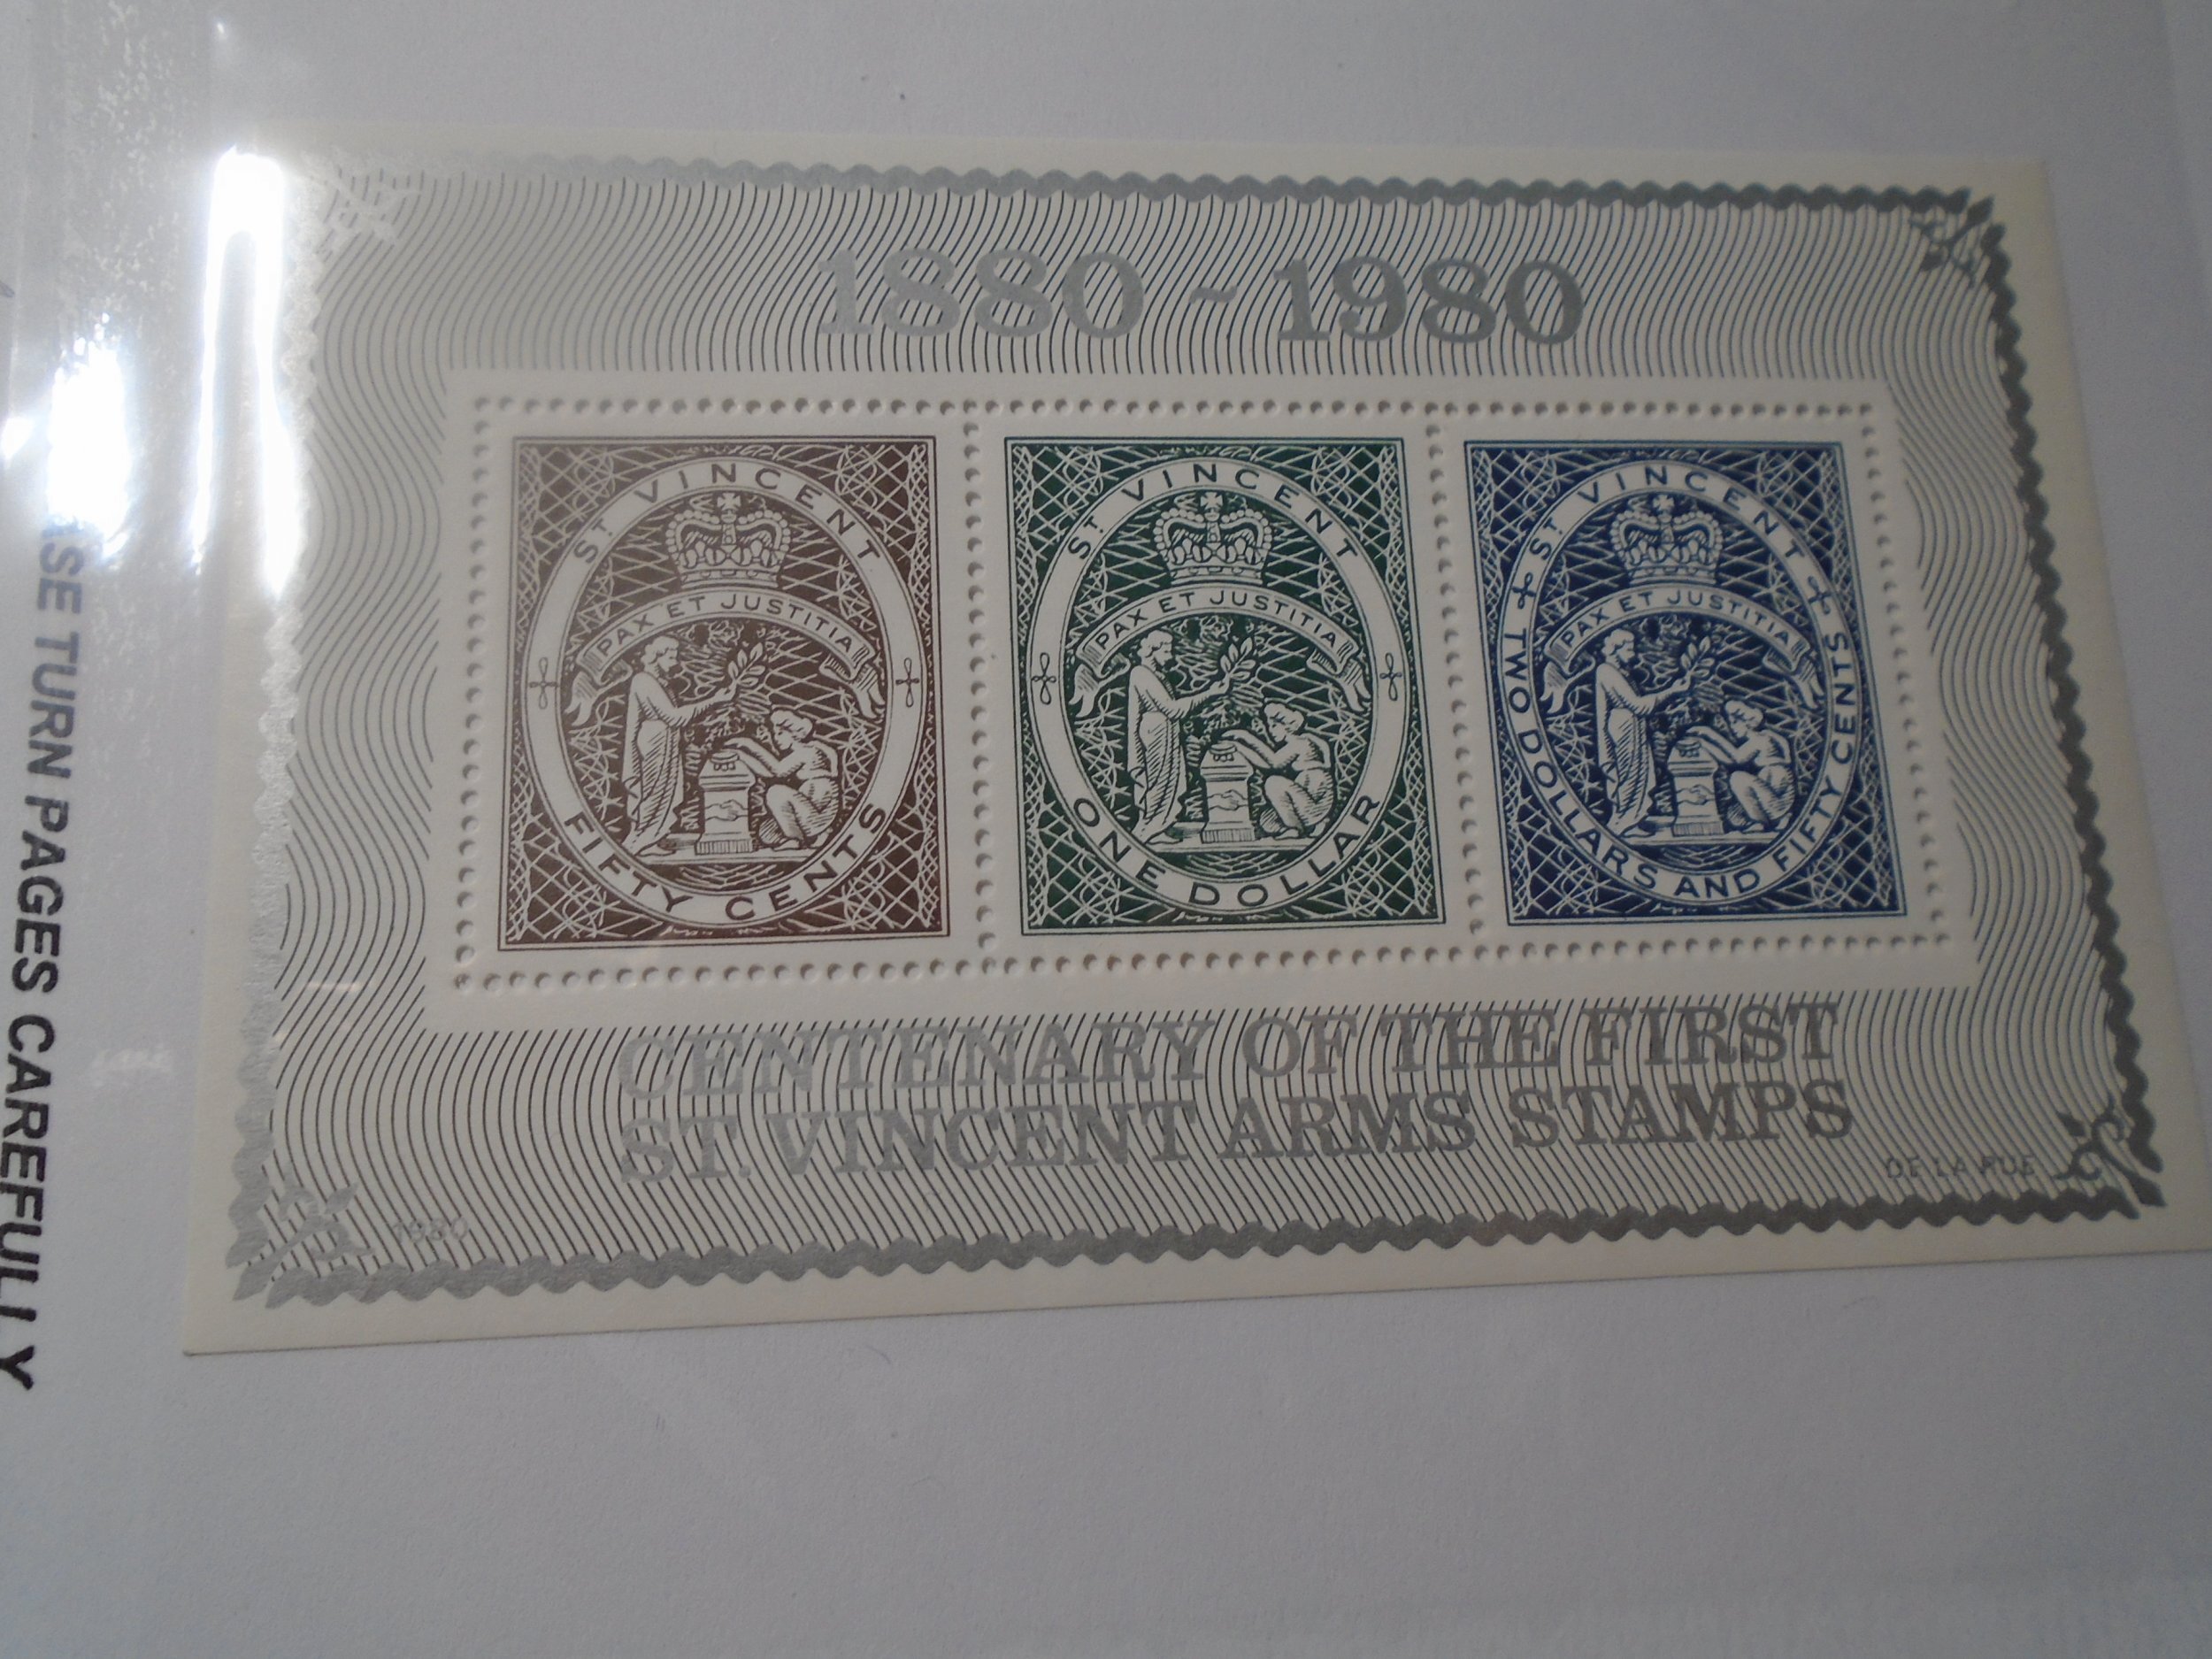 1880 ~ 1980
ST VINCENT
PAX ET JUSTITIA
FIFTY CENTS
ST VINCENT
PAX ET JUSTITIA
ONE DOLLAR
ST VINCENT
PAX ET JUSTITIA
TWO DOLLARS AND FIFTY CENTS
CENTENARY OF THE FIRST
ST. VINCENT ARMS STAMPS
1980
DE LA RUE
TURN PAGES CAREFULLY